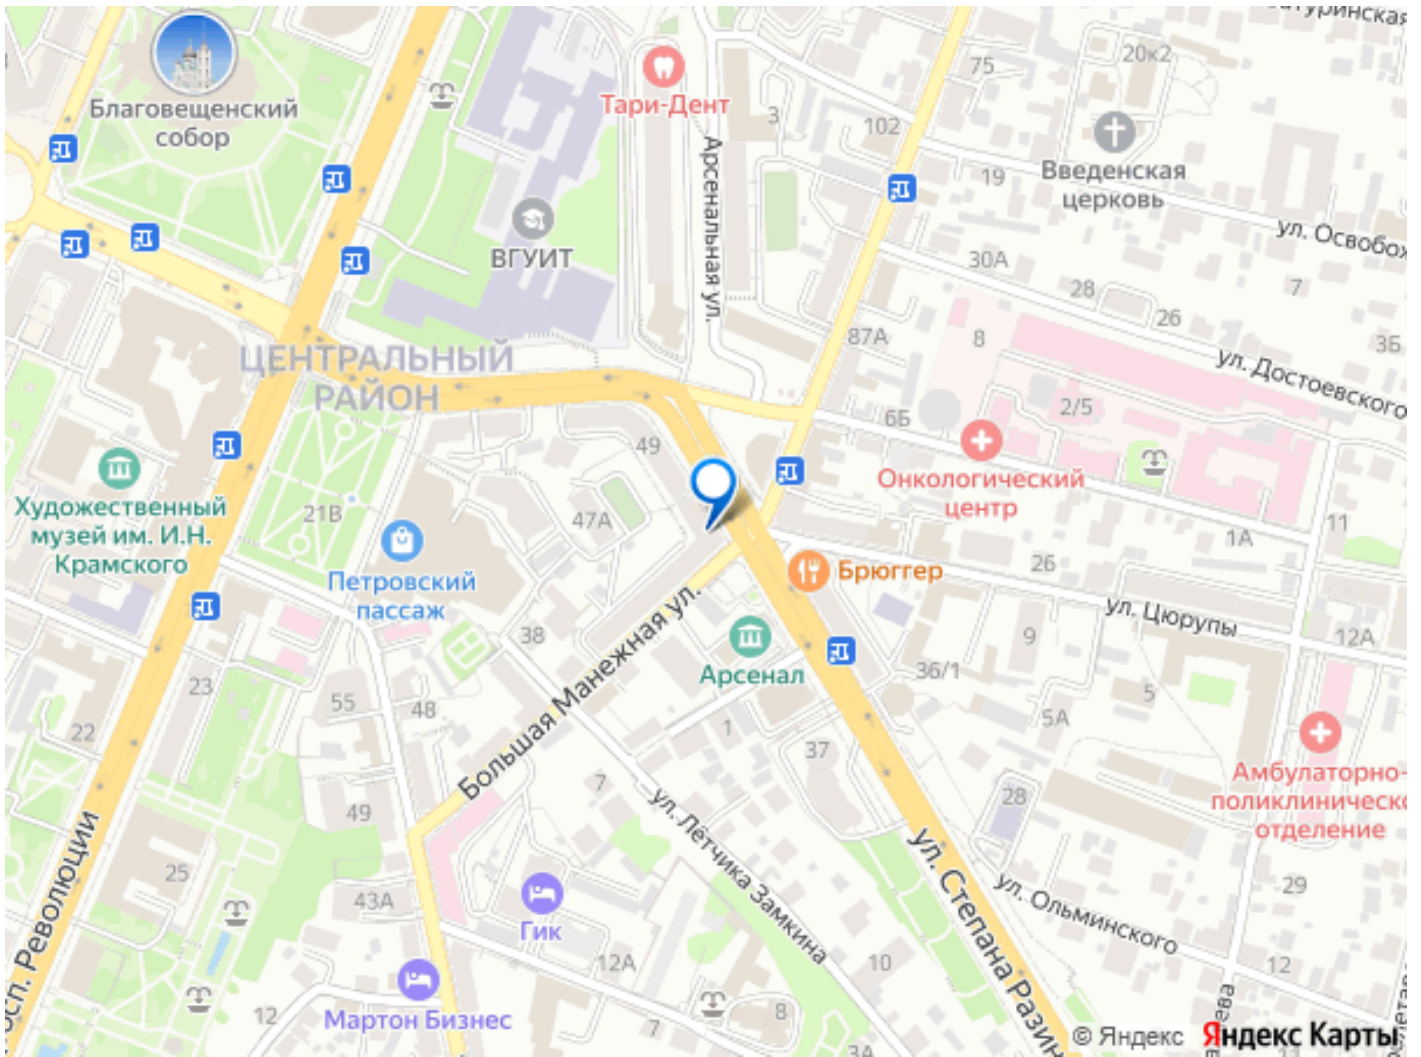 Благовещенский
собор
Тари-Дент
75
20к2
3
102
Введенская
церковь
19
ул. Освобож
Арсенальная ул.
ВГУИТ
30А
28
7
26
87А
8
3Б
ул. Достоевского
ЦЕНТРАЛЬНЫЙ
РАЙОН
2/5
6Б
49
Онкологический
центр
Художественный
музей им. И.Н.
Крамского
21В
47А
11
1А
Петровский
пассаж
Брюггер
26
ул. Цюрупы
38
9
12А
Арсенал
36/1
Большая Манежная ул.
23
55
48
5
5А
22
1
37
7
28
Амбулаторно-
поликлиническо
отделение
49
ул. Лётчика Замкина
25
43А
ул. Степана Разин
ул. Ольминского
29
Гик
12А
10
12
12
Мартон Бизнес
7
8
3А
осп. Революции
© Яндекс
Яндекс Карты